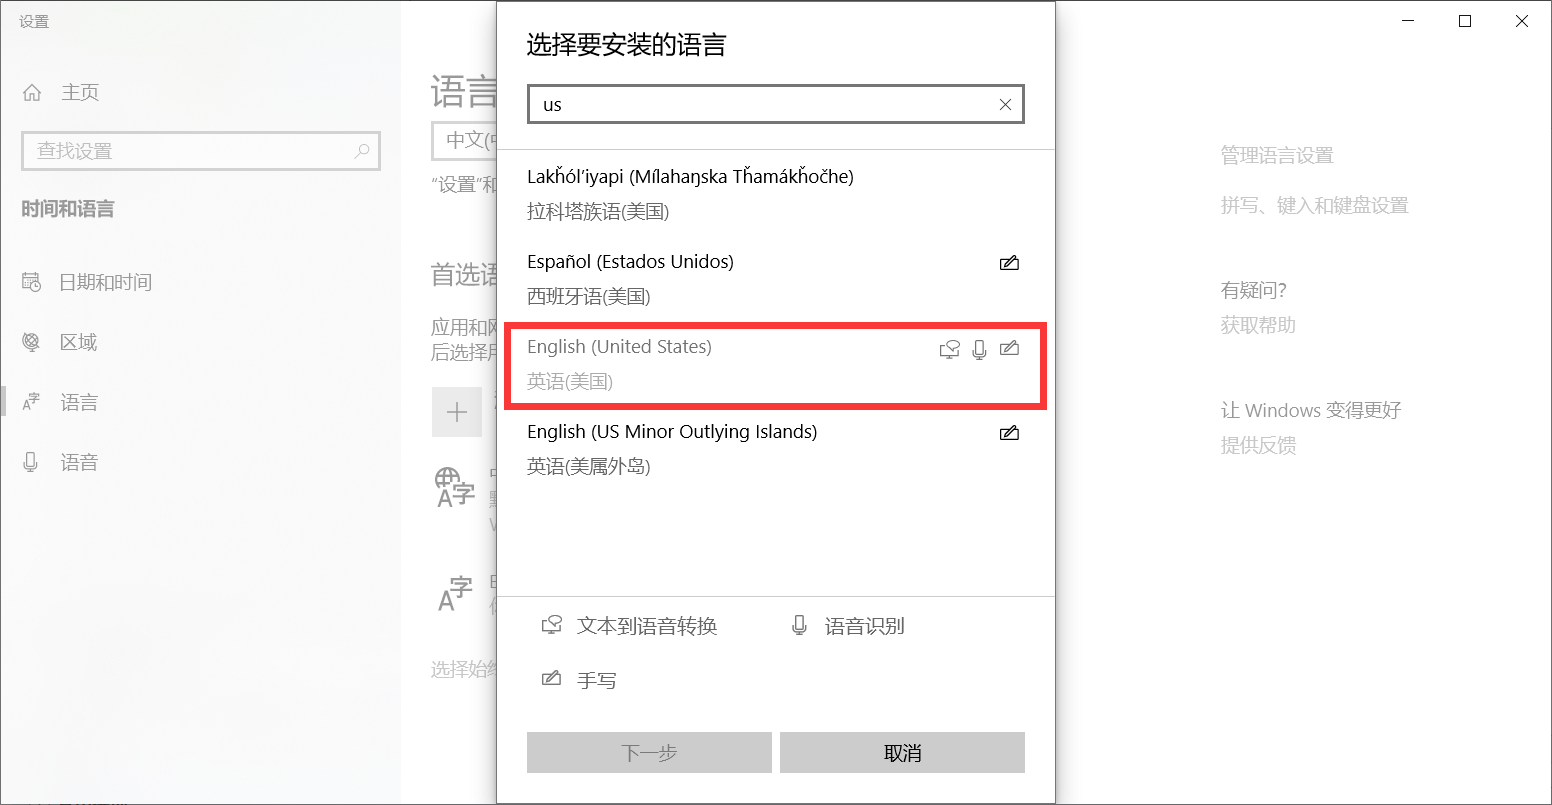 设置
主页
查找设置
时间和语言
日期和时间
区域
语言
语音
语言
中文(
"设置"和
首选语
应用和
后选择
选择始
选择要安装的语言
us
Lakȟólʼiyapi (Mílahaŋska Tȟamákȟočhe)
拉科塔族语(美国)
Español (Estados Unidos)
西班牙语(美国)
English (United States)
英语(美国)
English (US Minor Outlying Islands)
英语(美属外岛)
文本到语音转换
语音识别
手写
下一步
取消
管理语言设置
拼写、键入和键盘设置
有疑问?
获取帮助
让 Windows 变得更好
提供反馈